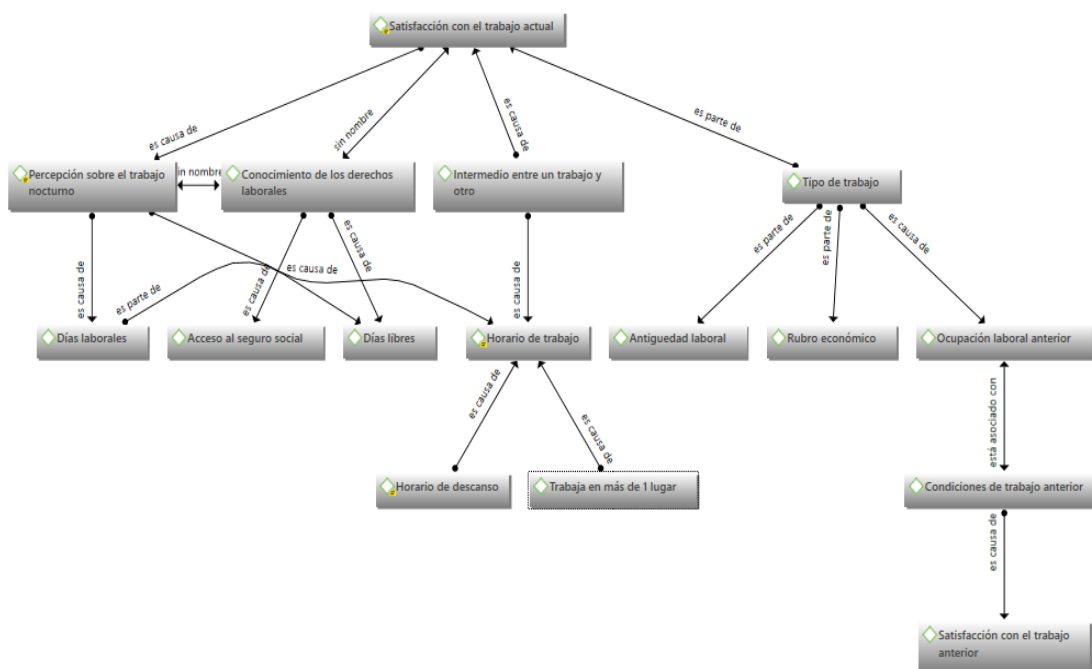 Satisfacción con el trabajo actual
es causa de
sin nombre
es causa de
es parte de
Percepción sobre el trabajo
nocturno
in nombre
Conocimiento de los derechos
laborales
Intermedio entre un trabajo y
otro
Tipo de trabajo
es causa de
es parte de
es causa de
es causa de
es causa de
es causa de
es parte de
es parte de
es causa de
Días laborales
Acceso al seguro social
Días libres
Horario de trabajo
Antiguedad laboral
Rubro económico
Ocupación laboral anterior
es causa de
es causa de
está asociado con
Horario de descanso
Trabaja en más de 1 lugar
Condiciones de trabajo anterior
es causa de
Satisfacción con el trabajo
anterior